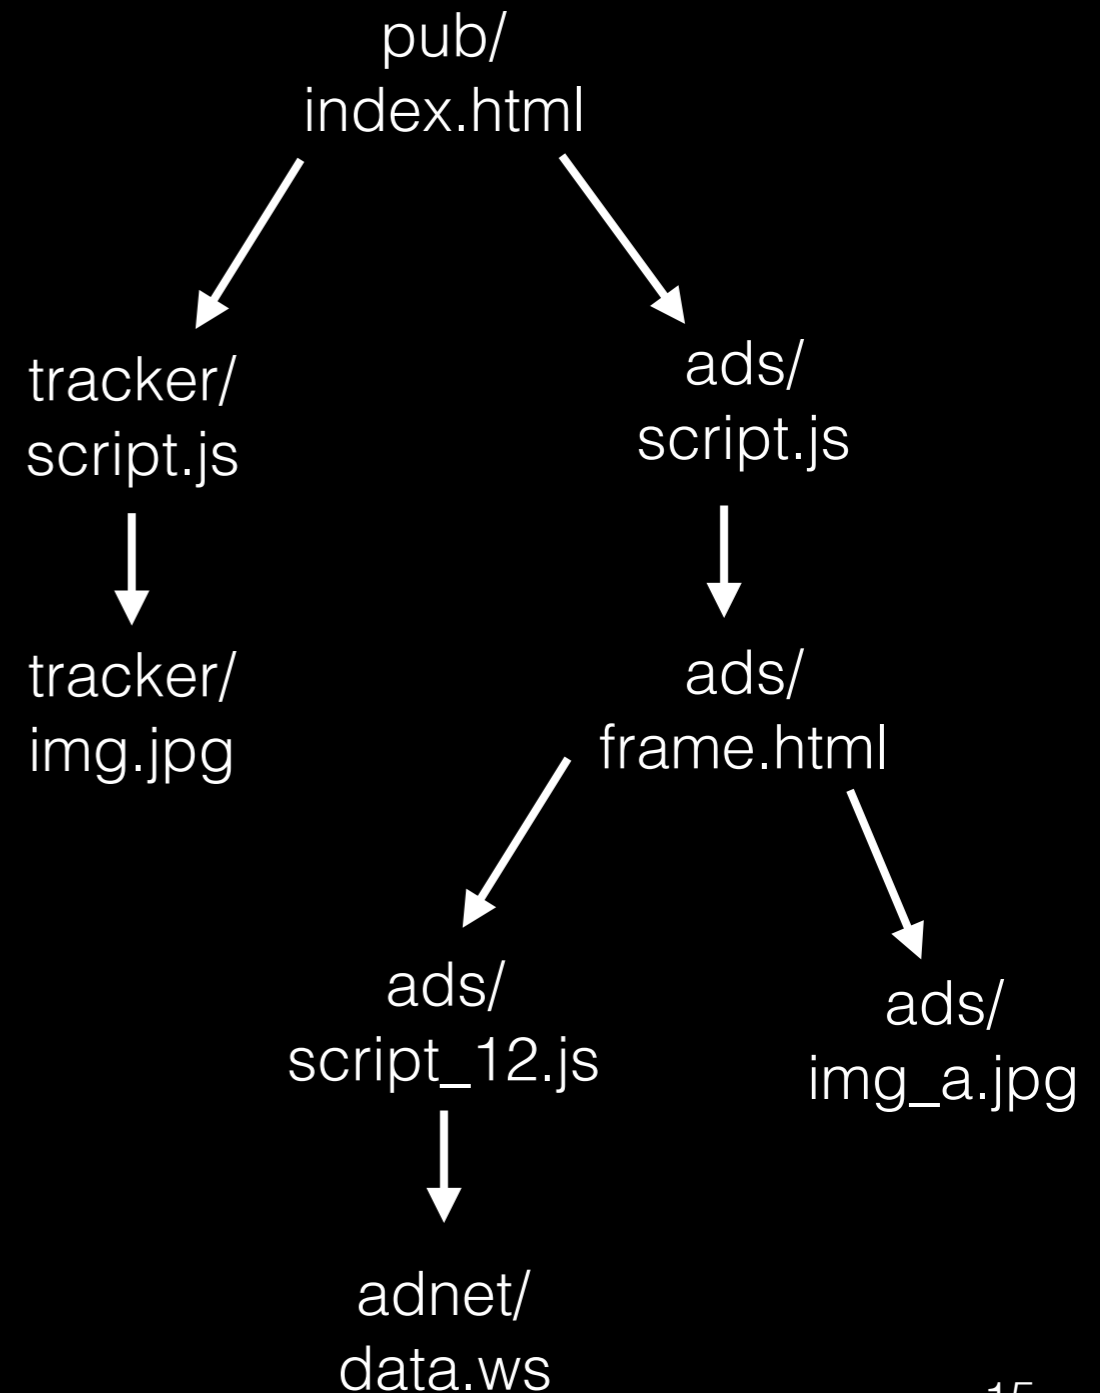 pub/
index.html
tracker/
script.js
ads/
script.js
tracker/
img.jpg
ads/
frame.html
ads/
script_12.js
ads/
img_a.jpg
adnet/
data.ws
15